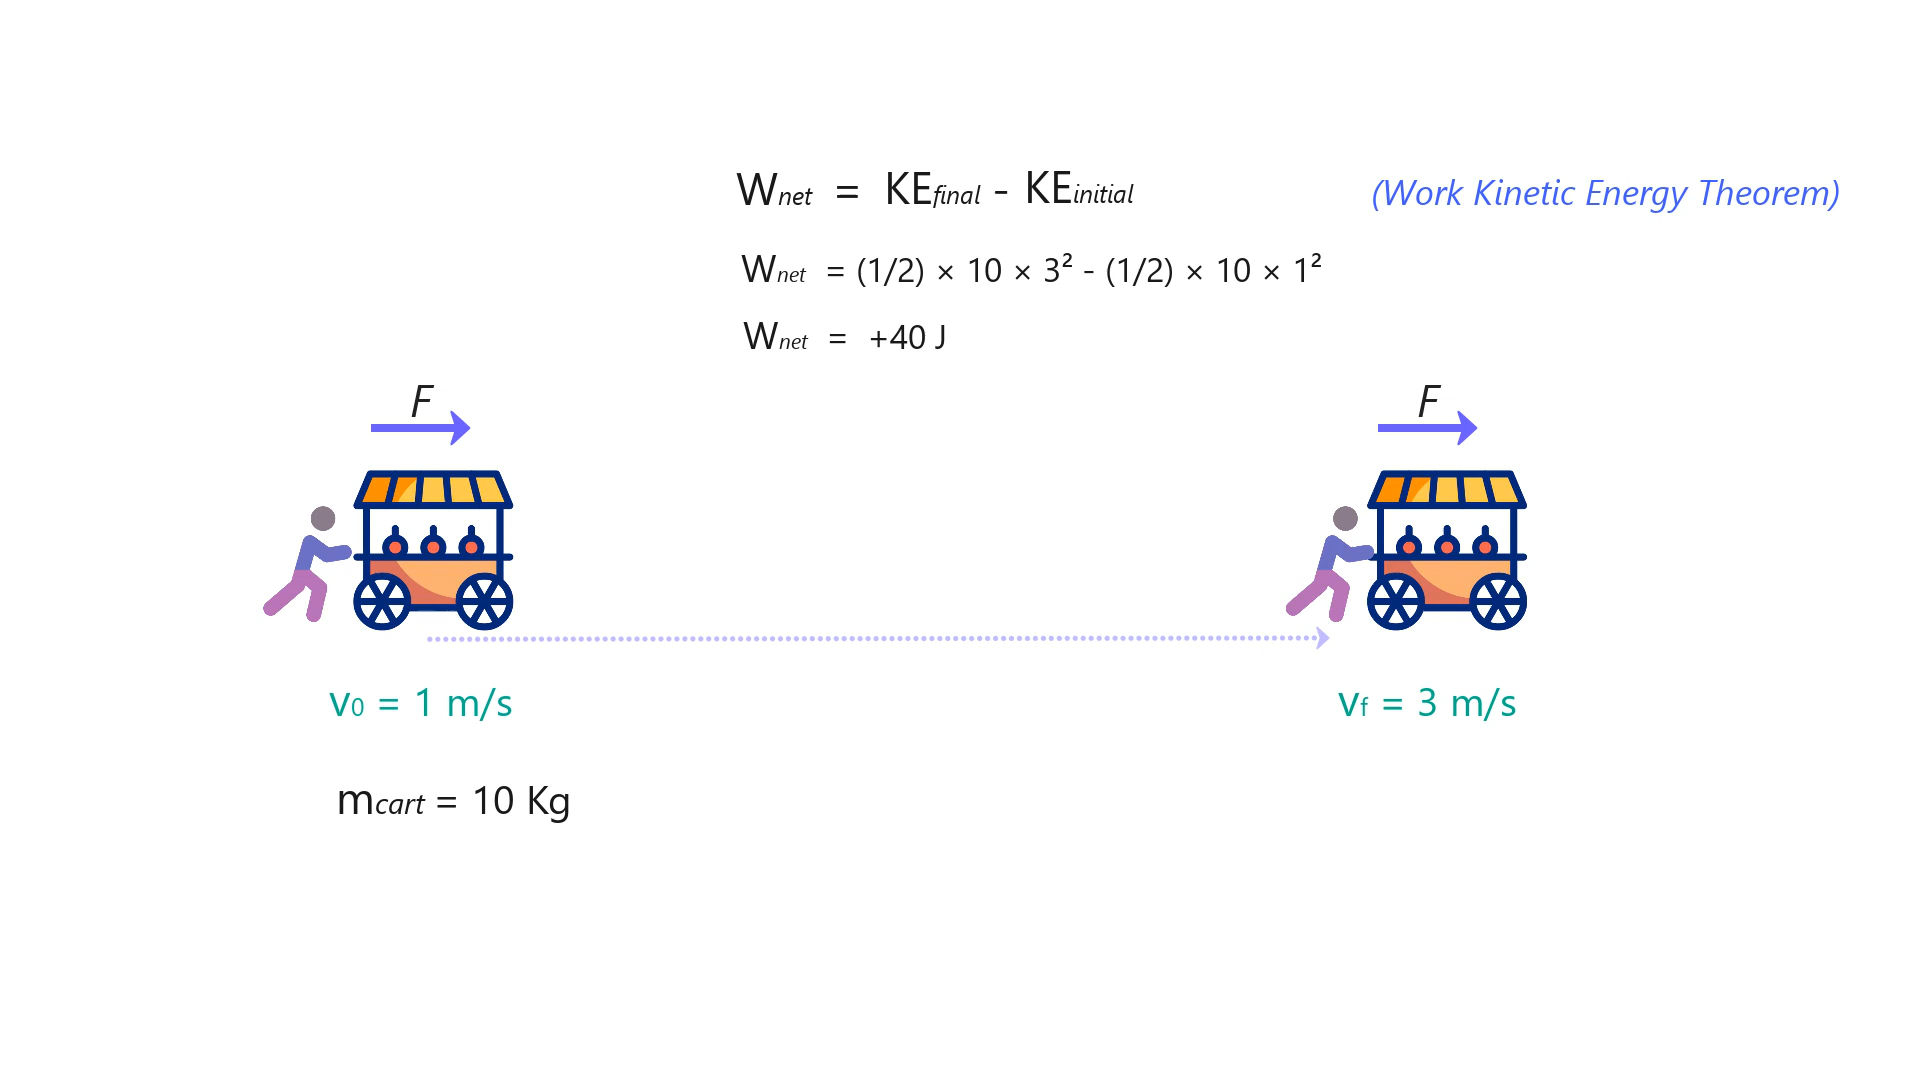 Wnet = KEfinal - KEinitial (Work Kinetic Energy Theorem)
Wnet = (1/2) × 10 × 3² - (1/2) × 10 × 1²
Wnet = +40 J
F F
v0 = 1 m/s vf = 3 m/s
mcart = 10 Kg